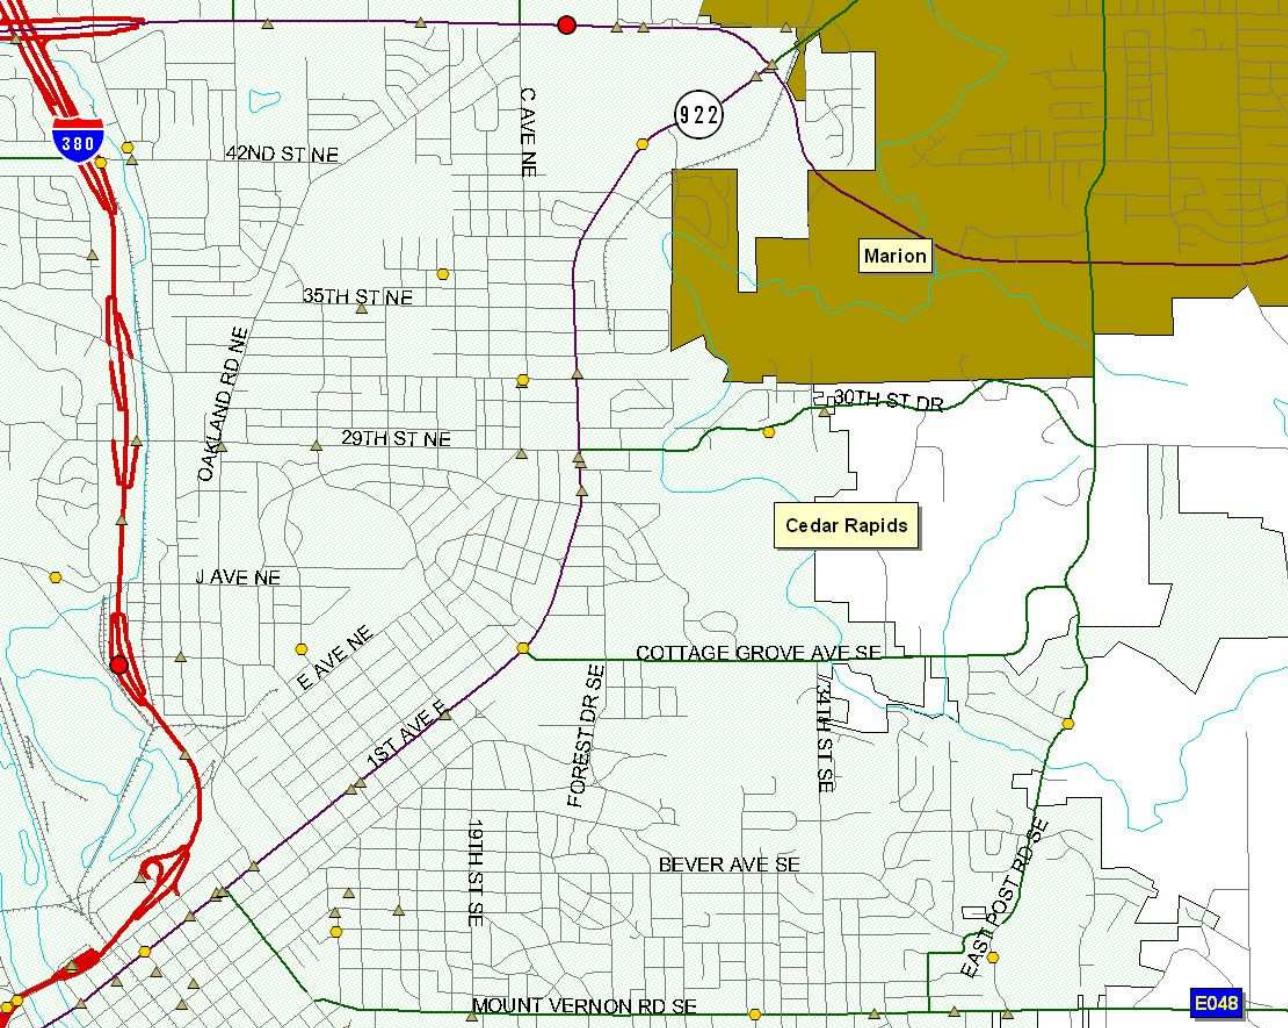 C AVE NE
922
380
42ND ST NE
Marion
35TH ST NE
OAKLAND RD NE
30TH ST DR
29TH ST NE
Cedar Rapids
J AVE NE
E AVE NE
COTTAGE GROVE AVE SE
1ST AVE E
FOREST DR SE
34TH ST SE
19TH ST SE
BEVER AVE SE
EAST POST RD SE
MOUNT VERNON RD SE
E048